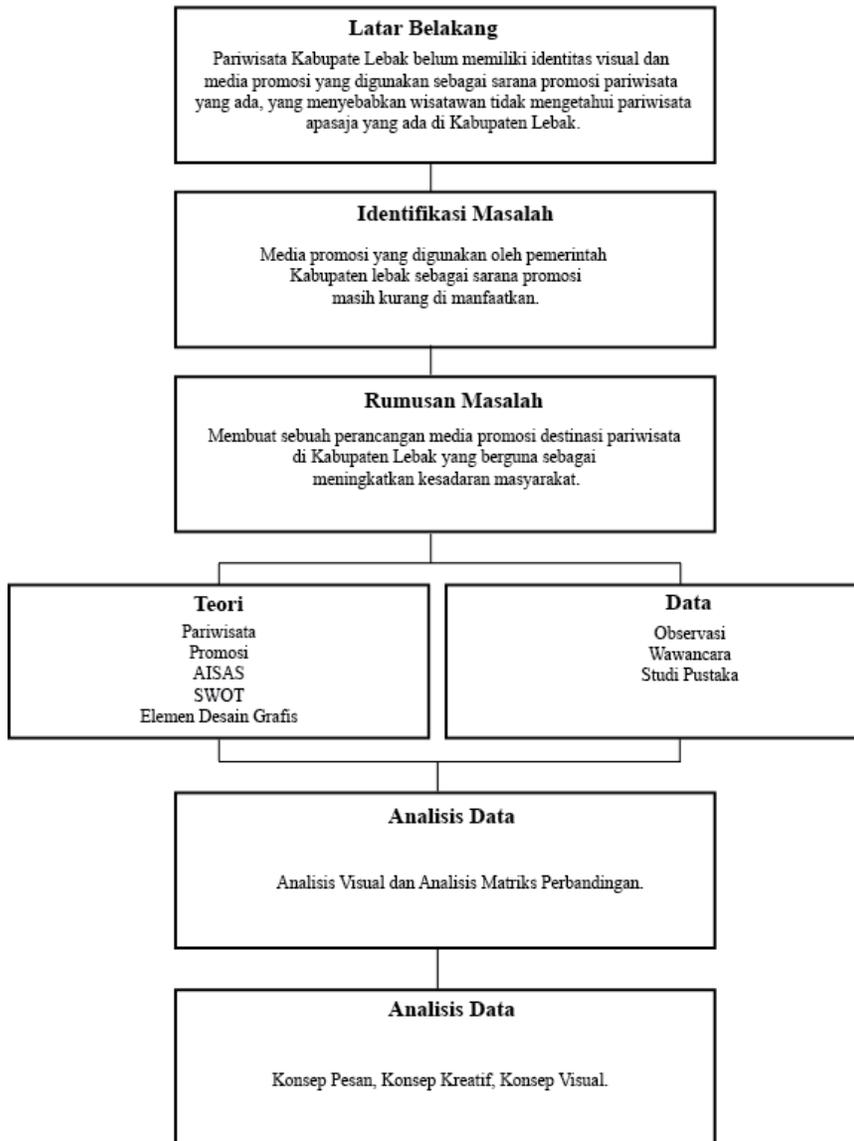 Latar Belakang
Pariwisata Kabupate Lebak belum memiliki identitas visual dan
media promosi yang digunakan sebagai sarana promosi pariwisata
yang ada, yang menyebabkan wisatawan tidak mengetahui pariwisata
apasaja yang ada di Kabupaten Lebak.
Identifikasi Masalah
Media promosi yang digunakan oleh pemerintah
Kabupaten lebak sebagai sarana promosi
masih kurang di manfaatkan.
Rumusan Masalah
Membuat sebuah perancangan media promosi destinasi pariwisata
di Kabupaten Lebak yang berguna sebagai
meningkatkan kesadaran masyarakat.
Teori
Pariwisata
Promosi
AISAS
SWOT
Elemen Desain Grafis
Data
Observasi
Wawancara
Studi Pustaka
Analisis Data
Analisis Visual dan Analisis Matriks Perbandingan.
Analisis Data
Konsep Pesan, Konsep Kreatif, Konsep Visual.